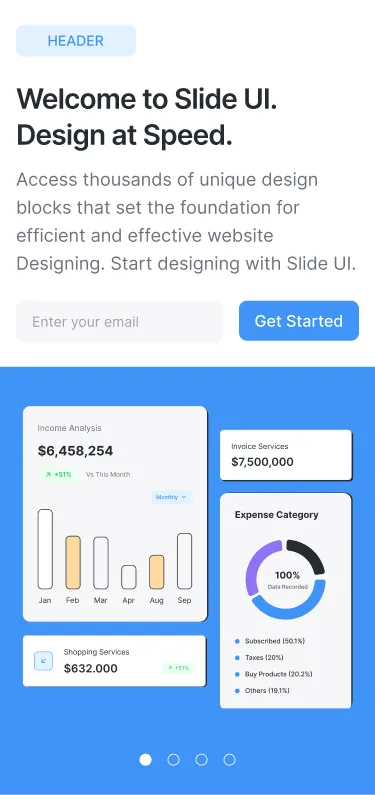 HEADER
Welcome to Slide UI.
Design at Speed.
Access thousands of unique design
blocks that set the foundation for
efficient and effective website
Designing. Start designing with Slide UI.
Enter your email
Get Started
Income Analysis
$6,458,254
+51%
Vs This Month
Monthly
Jan Feb Mar Apr Aug Sep
Shopping Services
$632.000
+51%
Invoice Services
$7,500,000
Expense Category
100%
Data Recorded
Subscribed (50.1%)
Taxes (20%)
Buy Products (20.2%)
Others (19.1%)